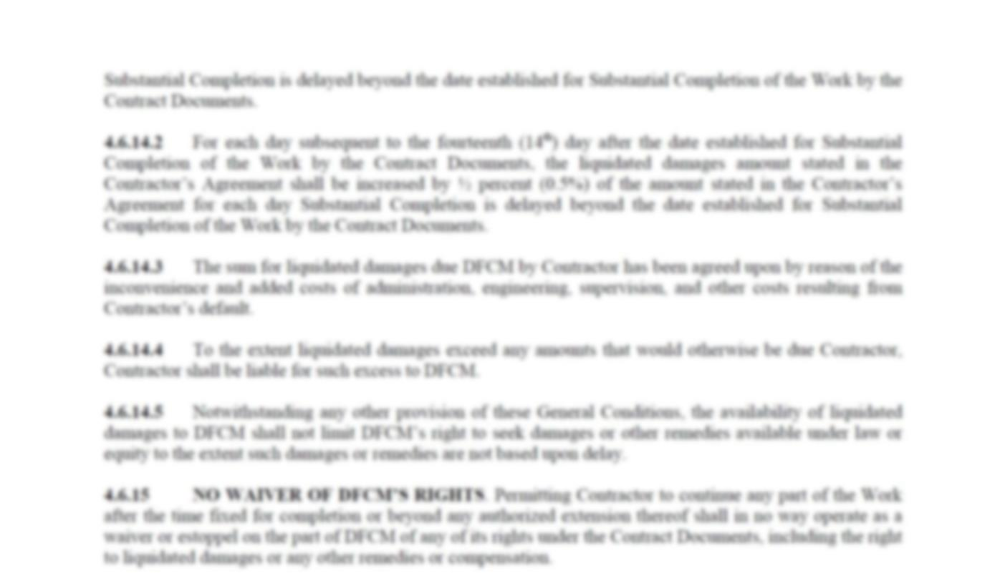 Substantial Completion is delayed beyond the date established for Substantial Completion of the Work by the
Contract Documents.
4.6.14.2 For each day subsequent to the fourteenth (14th) day after the date established for Substantial
Completion of the Work by the Contract Documents, the liquidated damages amount stated in the
Contractor's Agreement shall be increased by ½ percent (0.5%) of the amount stated in the Contractor's
Agreement for each day Substantial Completion is delayed beyond the date established for Substantial
Completion of the Work by the Contract Documents.
4.6.14.3 The sum for liquidated damages due DFCM by Contractor has been agreed upon by reason of the
inconvenience and added costs of administration, engineering, supervision, and other costs resulting from
Contractor's default.
4.6.14.4 To the extent liquidated damages exceed any amounts that would otherwise be due Contractor,
Contractor shall be liable for such excess to DFCM.
4.6.14.5 Notwithstanding any other provision of these General Conditions, the availability of liquidated
damages to DFCM shall not limit DFCM's right to seek damages or other remedies available under law or
equity to the extent such damages or remedies are not based upon delay.
4.6.15 NO WAIVER OF DFCM'S RIGHTS. Permitting Contractor to continue any part of the Work
after the time fixed for completion or beyond any authorized extension thereof shall in no way operate as a
waiver or estoppel on the part of DFCM of any of its rights under the Contract Documents, including the right
to liquidated damages or any other remedies or compensation.